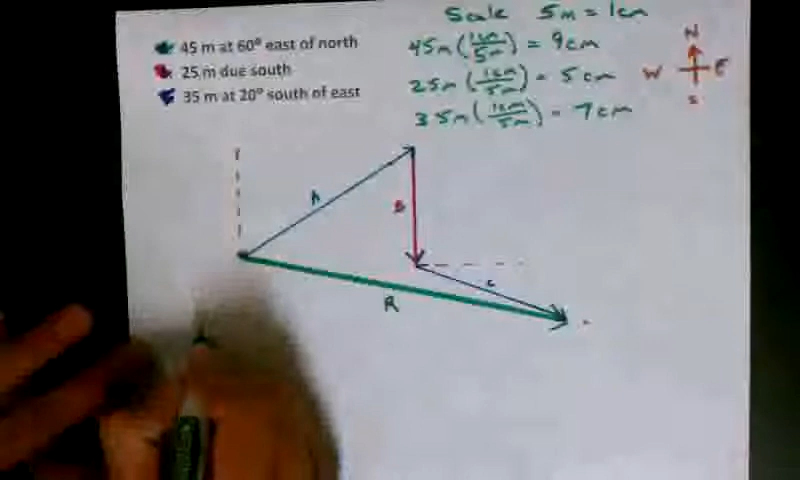 Scale 5m = 1cm
45 m at 60° east of north
25 m due south
35 m at 20° south of east
45m (1cm/5m) = 9cm
25m (1cm/5m) = 5cm
35m (1cm/5m) = 7cm
N
W E
S
A
B
C
R